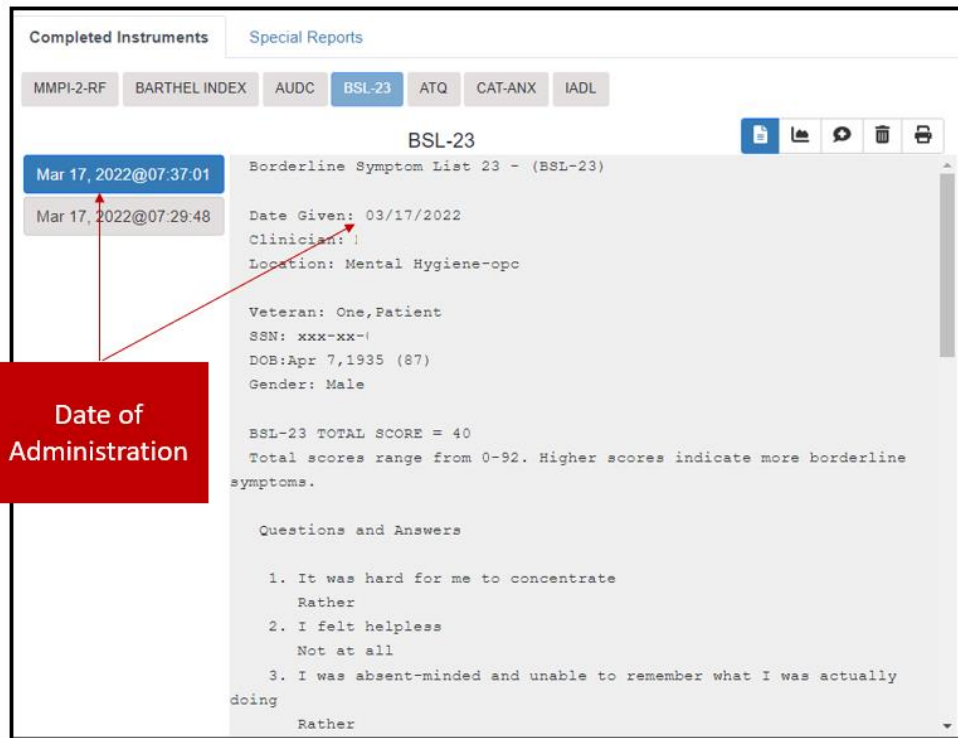 Completed Instruments Special Reports
MMPI-2-RF BARTHEL INDEX AUDC BSL-23 ATQ CAT-ANX IADL
BSL-23
Mar 17, 2022@07:37:01
Mar 17, 2022@07:29:48
Date of
Administration
Borderline Symptom List 23 - (BSL-23)
Date Given: 03/17/2022
Clinician:
Location: Mental Hygiene-opc
Veteran: One,Patient
SSN: xxx-xx-
DOB:Apr 7,1935 (87)
Gender: Male
BSL-23 TOTAL SCORE = 40
Total scores range from 0-92. Higher scores indicate more borderline
symptoms.
Questions and Answers
1. It was hard for me to concentrate
Rather
2. I felt helpless
Not at all
3. I was absent-minded and unable to remember what I was actually
doing
Rather